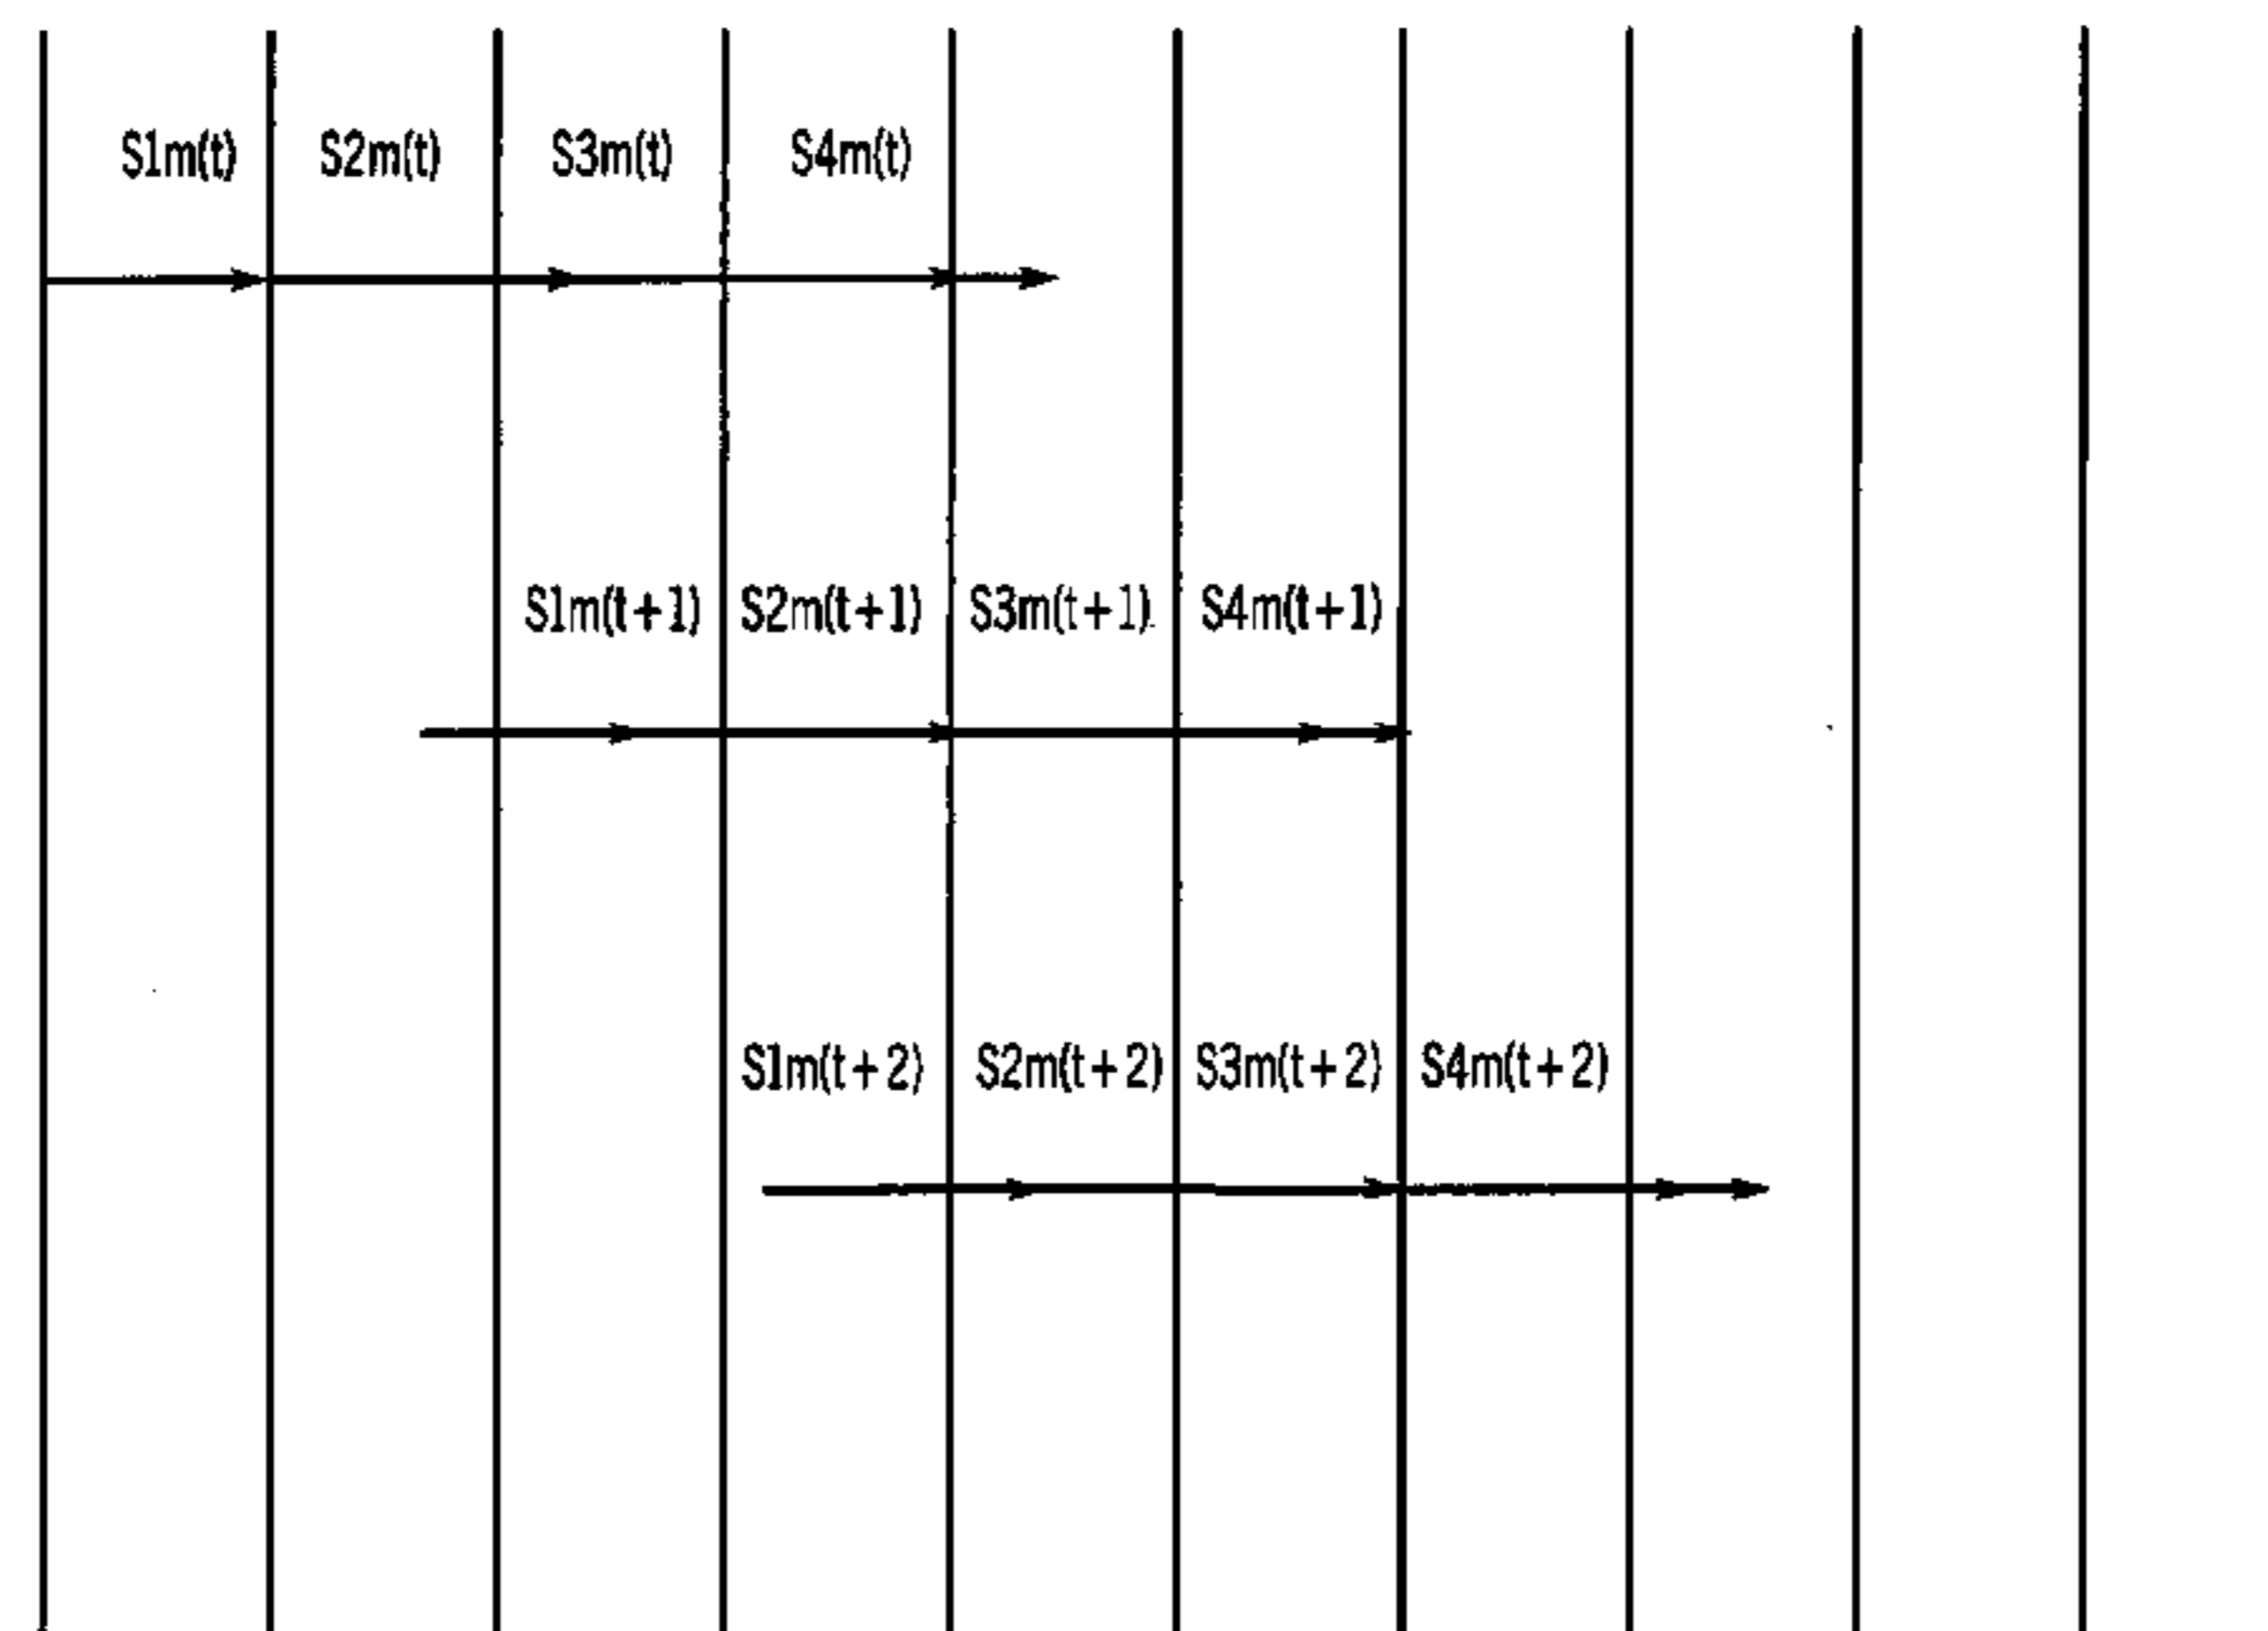 S1m(t) S2m(t) S3m(t) S4m(t)
S1m(t+1) S2m(t+1) S3m(t+1) S4m(t+1)
S1m(t+2) S2m(t+2) S3m(t+2) S4m(t+2)